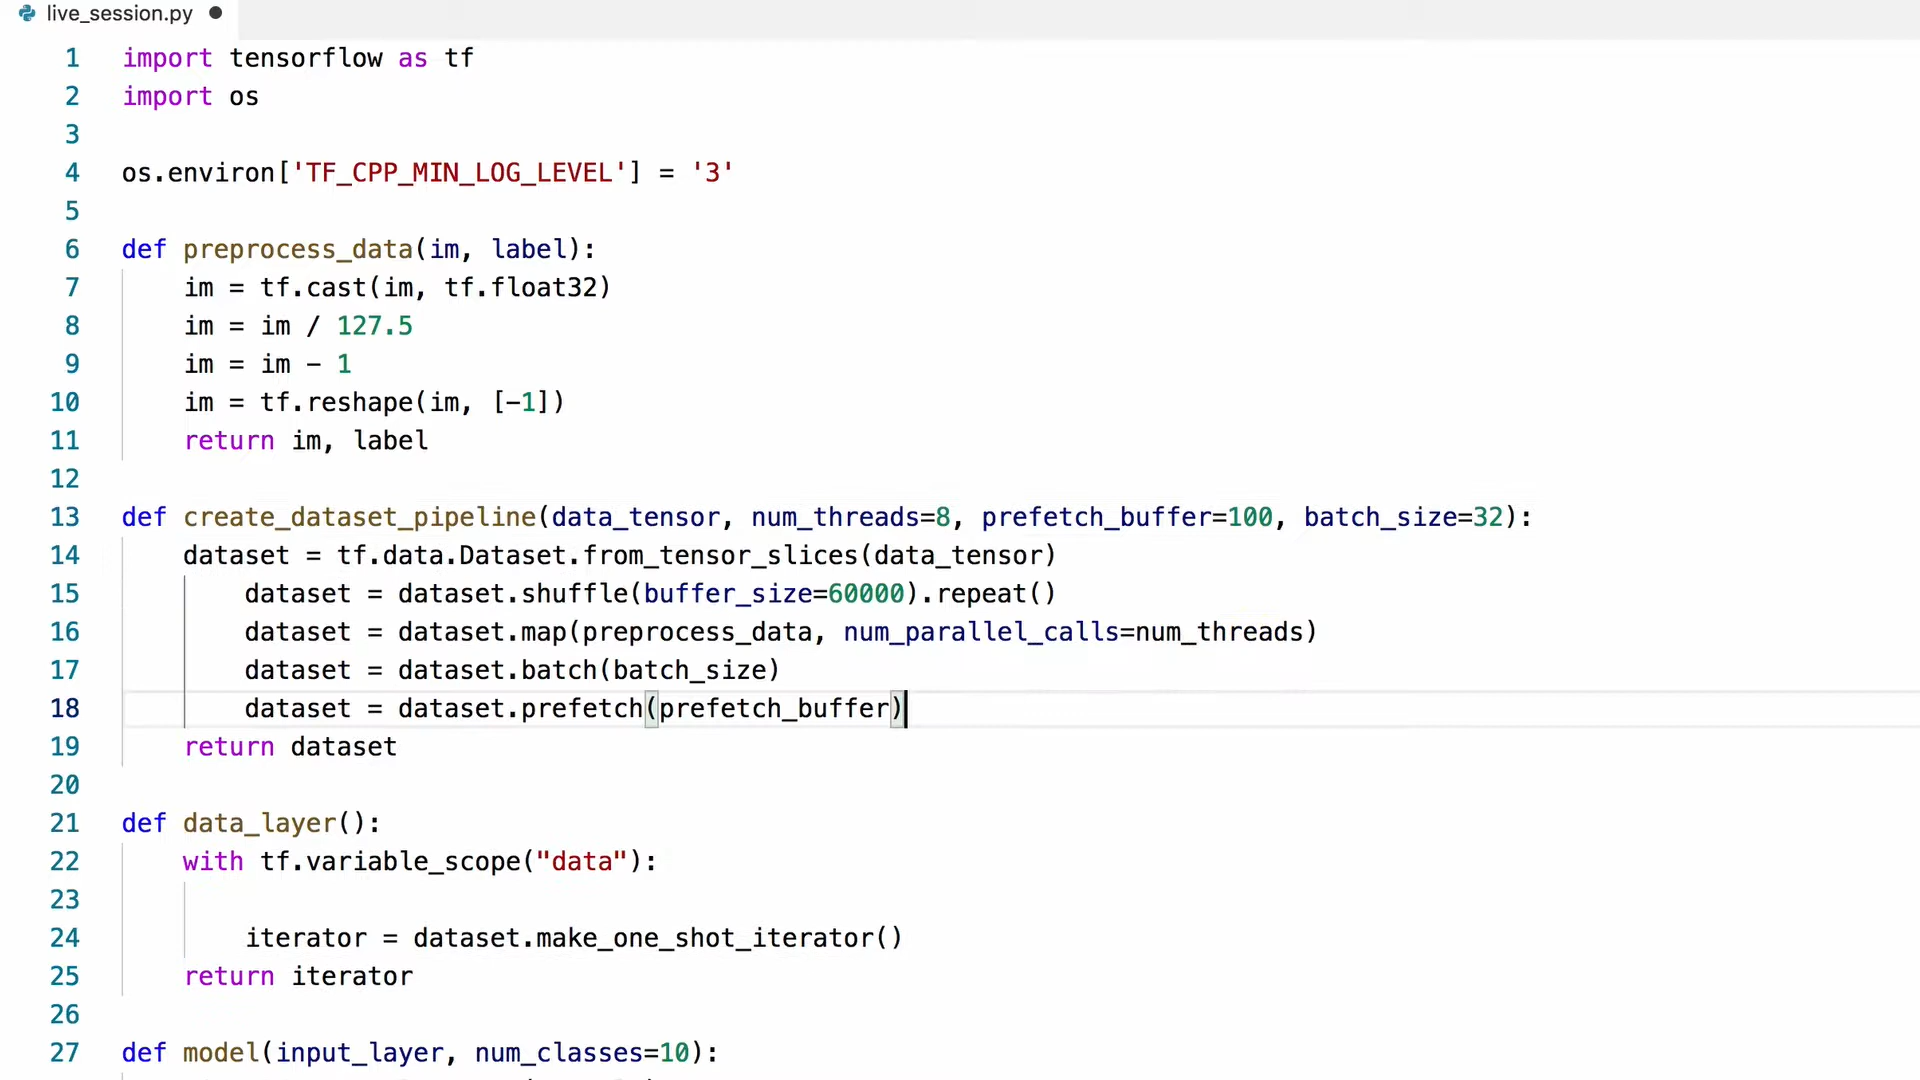 live_session.py
1 import tensorflow as tf
2 import os
3
4 os.environ['TF_CPP_MIN_LOG_LEVEL'] = '3'
5
6 def preprocess_data(im, label):
7     im = tf.cast(im, tf.float32)
8     im = im / 127.5
9     im = im - 1
10     im = tf.reshape(im, [-1])
11     return im, label
12
13 def create_dataset_pipeline(data_tensor, num_threads=8, prefetch_buffer=100, batch_size=32):
14     dataset = tf.data.Dataset.from_tensor_slices(data_tensor)
15         dataset = dataset.shuffle(buffer_size=60000).repeat()
16         dataset = dataset.map(preprocess_data, num_parallel_calls=num_threads)
17         dataset = dataset.batch(batch_size)
18         dataset = dataset.prefetch(prefetch_buffer)
19     return dataset
20
21 def data_layer():
22     with tf.variable_scope("data"):
23
24         iterator = dataset.make_one_shot_iterator()
25     return iterator
26
27 def model(input_layer, num_classes=10):